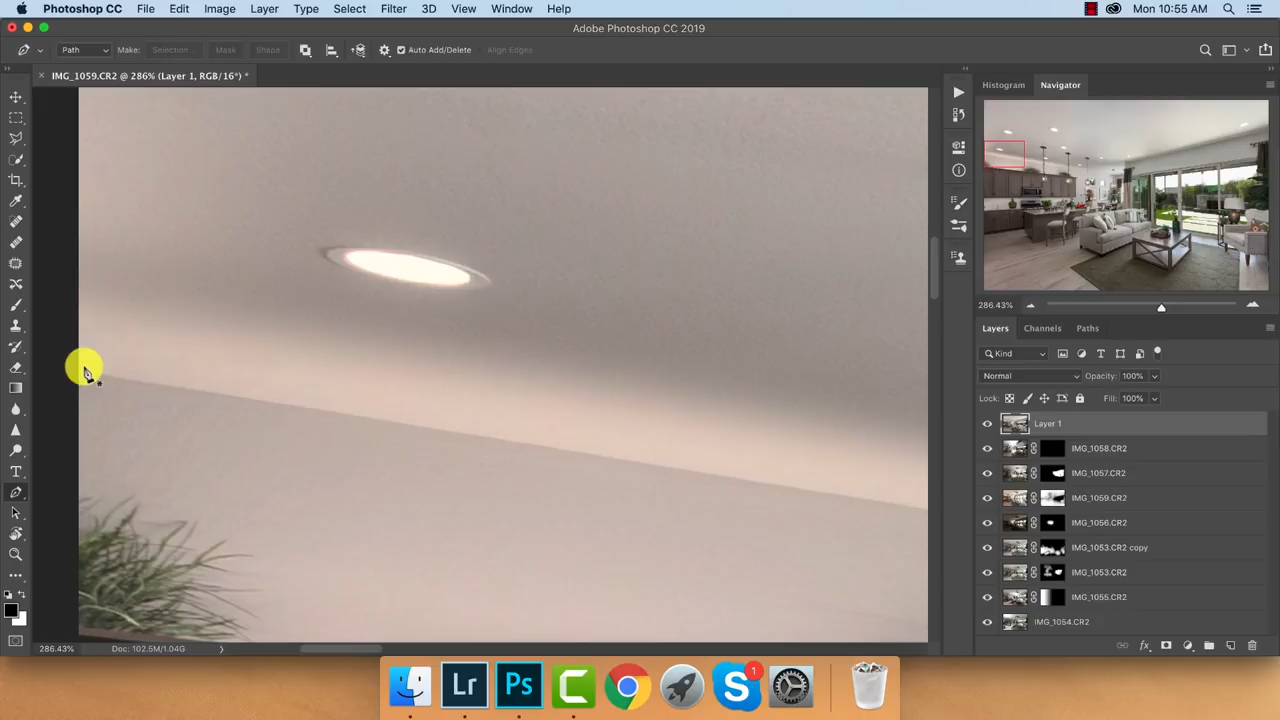 Photoshop CC File Edit Image Layer Type Select Filter 3D View Window Help Mon 10:55 AM
Adobe Photoshop CC 2019
Path Make: Selection... Mask Shape Auto Add/Delete Align Edges
IMG_1059.CR2 @ 286% (Layer 1, RGB/16*) *
Histogram Navigator
286.43%
Layers Channels Paths
Kind
Normal Opacity: 100%
Lock: Fill: 100%
Layer 1
IMG_1058.CR2
IMG_1057.CR2
IMG_1059.CR2
IMG_1056.CR2
IMG_1053.CR2 copy
IMG_1053.CR2
IMG_1055.CR2
IMG_1054.CR2
fx
286.43% Doc: 102.5M/1.04G
Lr Ps C S 1